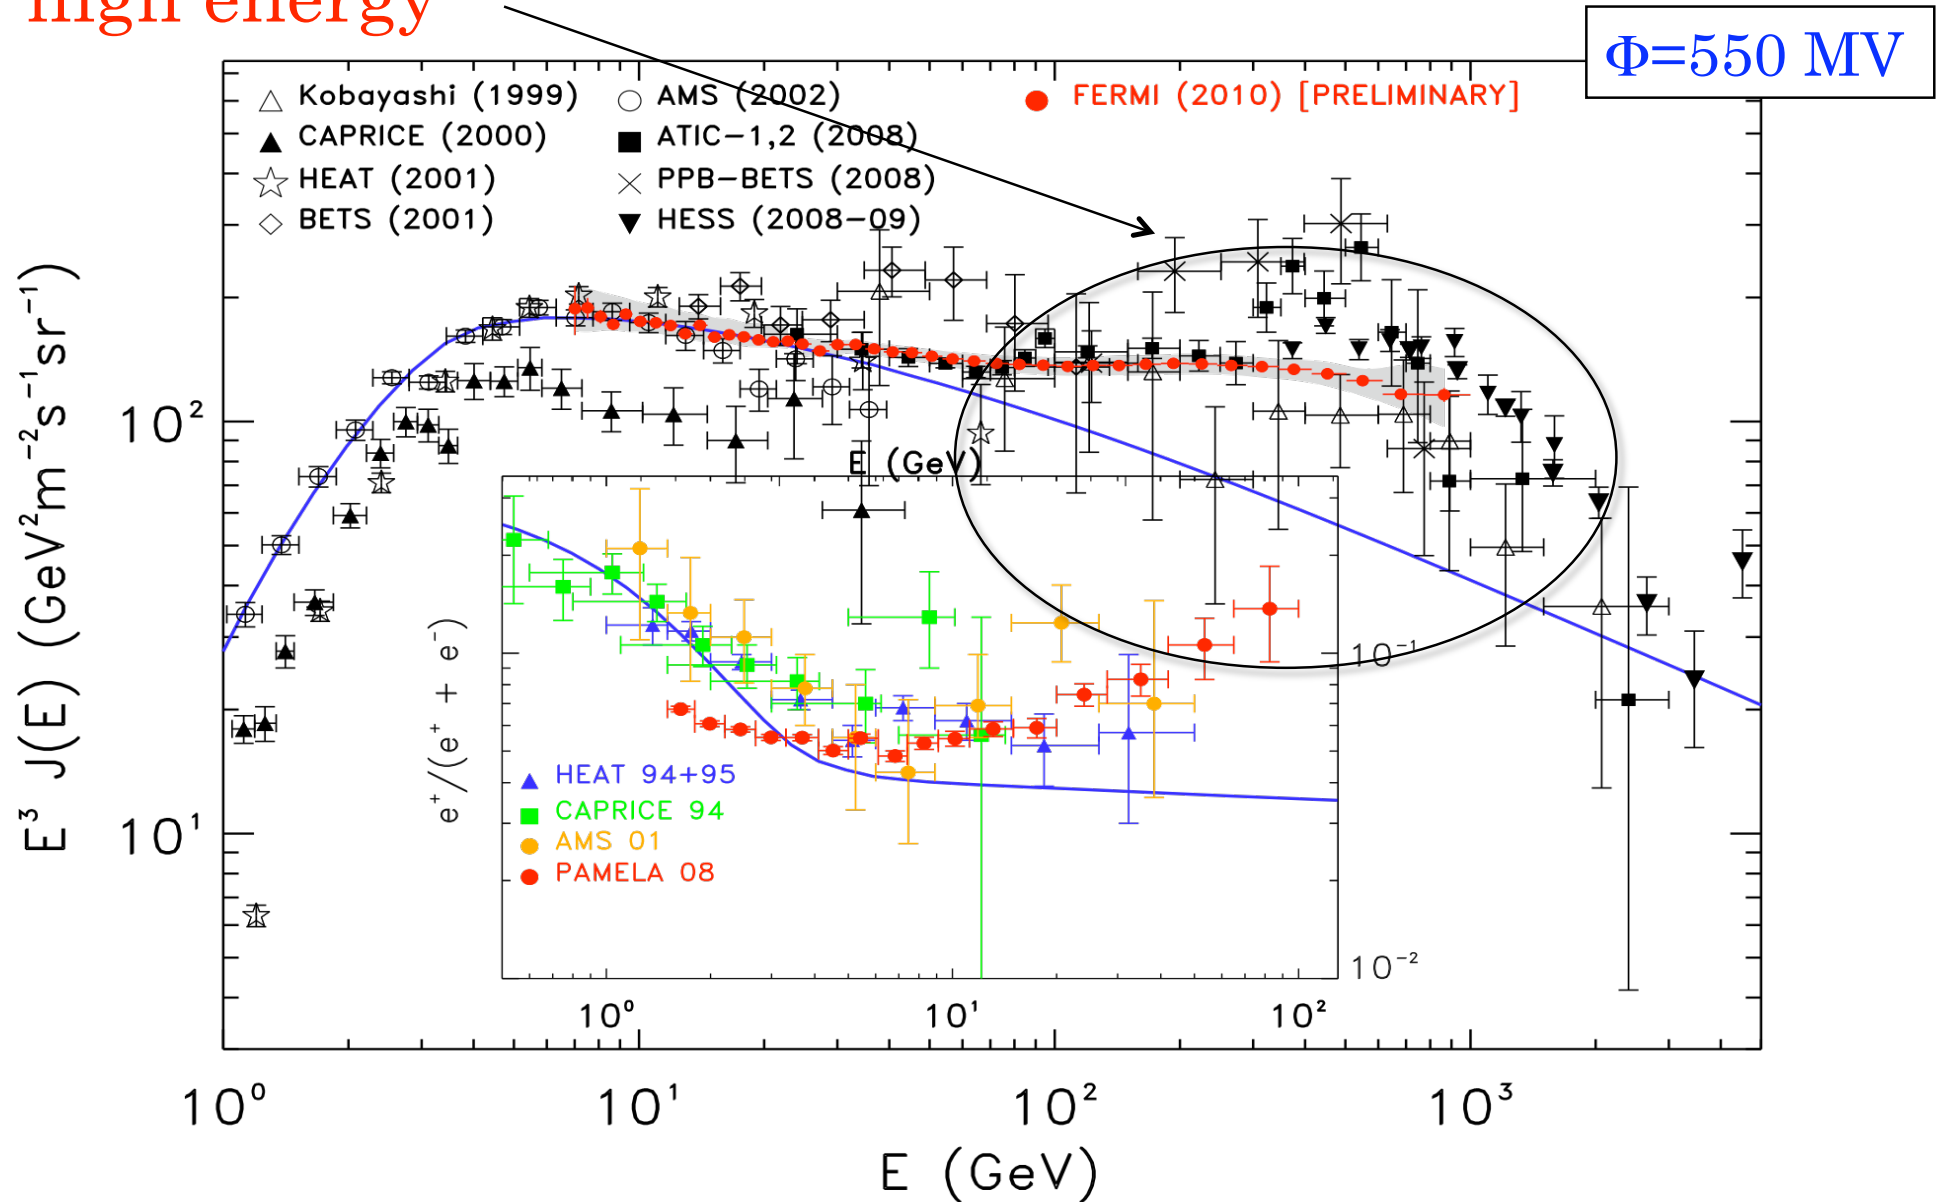 high energy
Φ=550 MV
Kobayashi (1999)
CAPRICE (2000)
HEAT (2001)
BETS (2001)
AMS (2002)
ATIC-1,2 (2008)
PPB-BETS (2008)
HESS (2008-09)
FERMI (2010) [PRELIMINARY]
E³ J(E) (GeV²m⁻²s⁻¹sr⁻¹)
10²
10¹
E (GeV)
e⁺/(e⁺ + e⁻)
10⁻¹
10⁻²
HEAT 94+95
CAPRICE 94
AMS 01
PAMELA 08
10⁰ 10¹ 10²
10⁰ 10¹ 10² 10³
E (GeV)